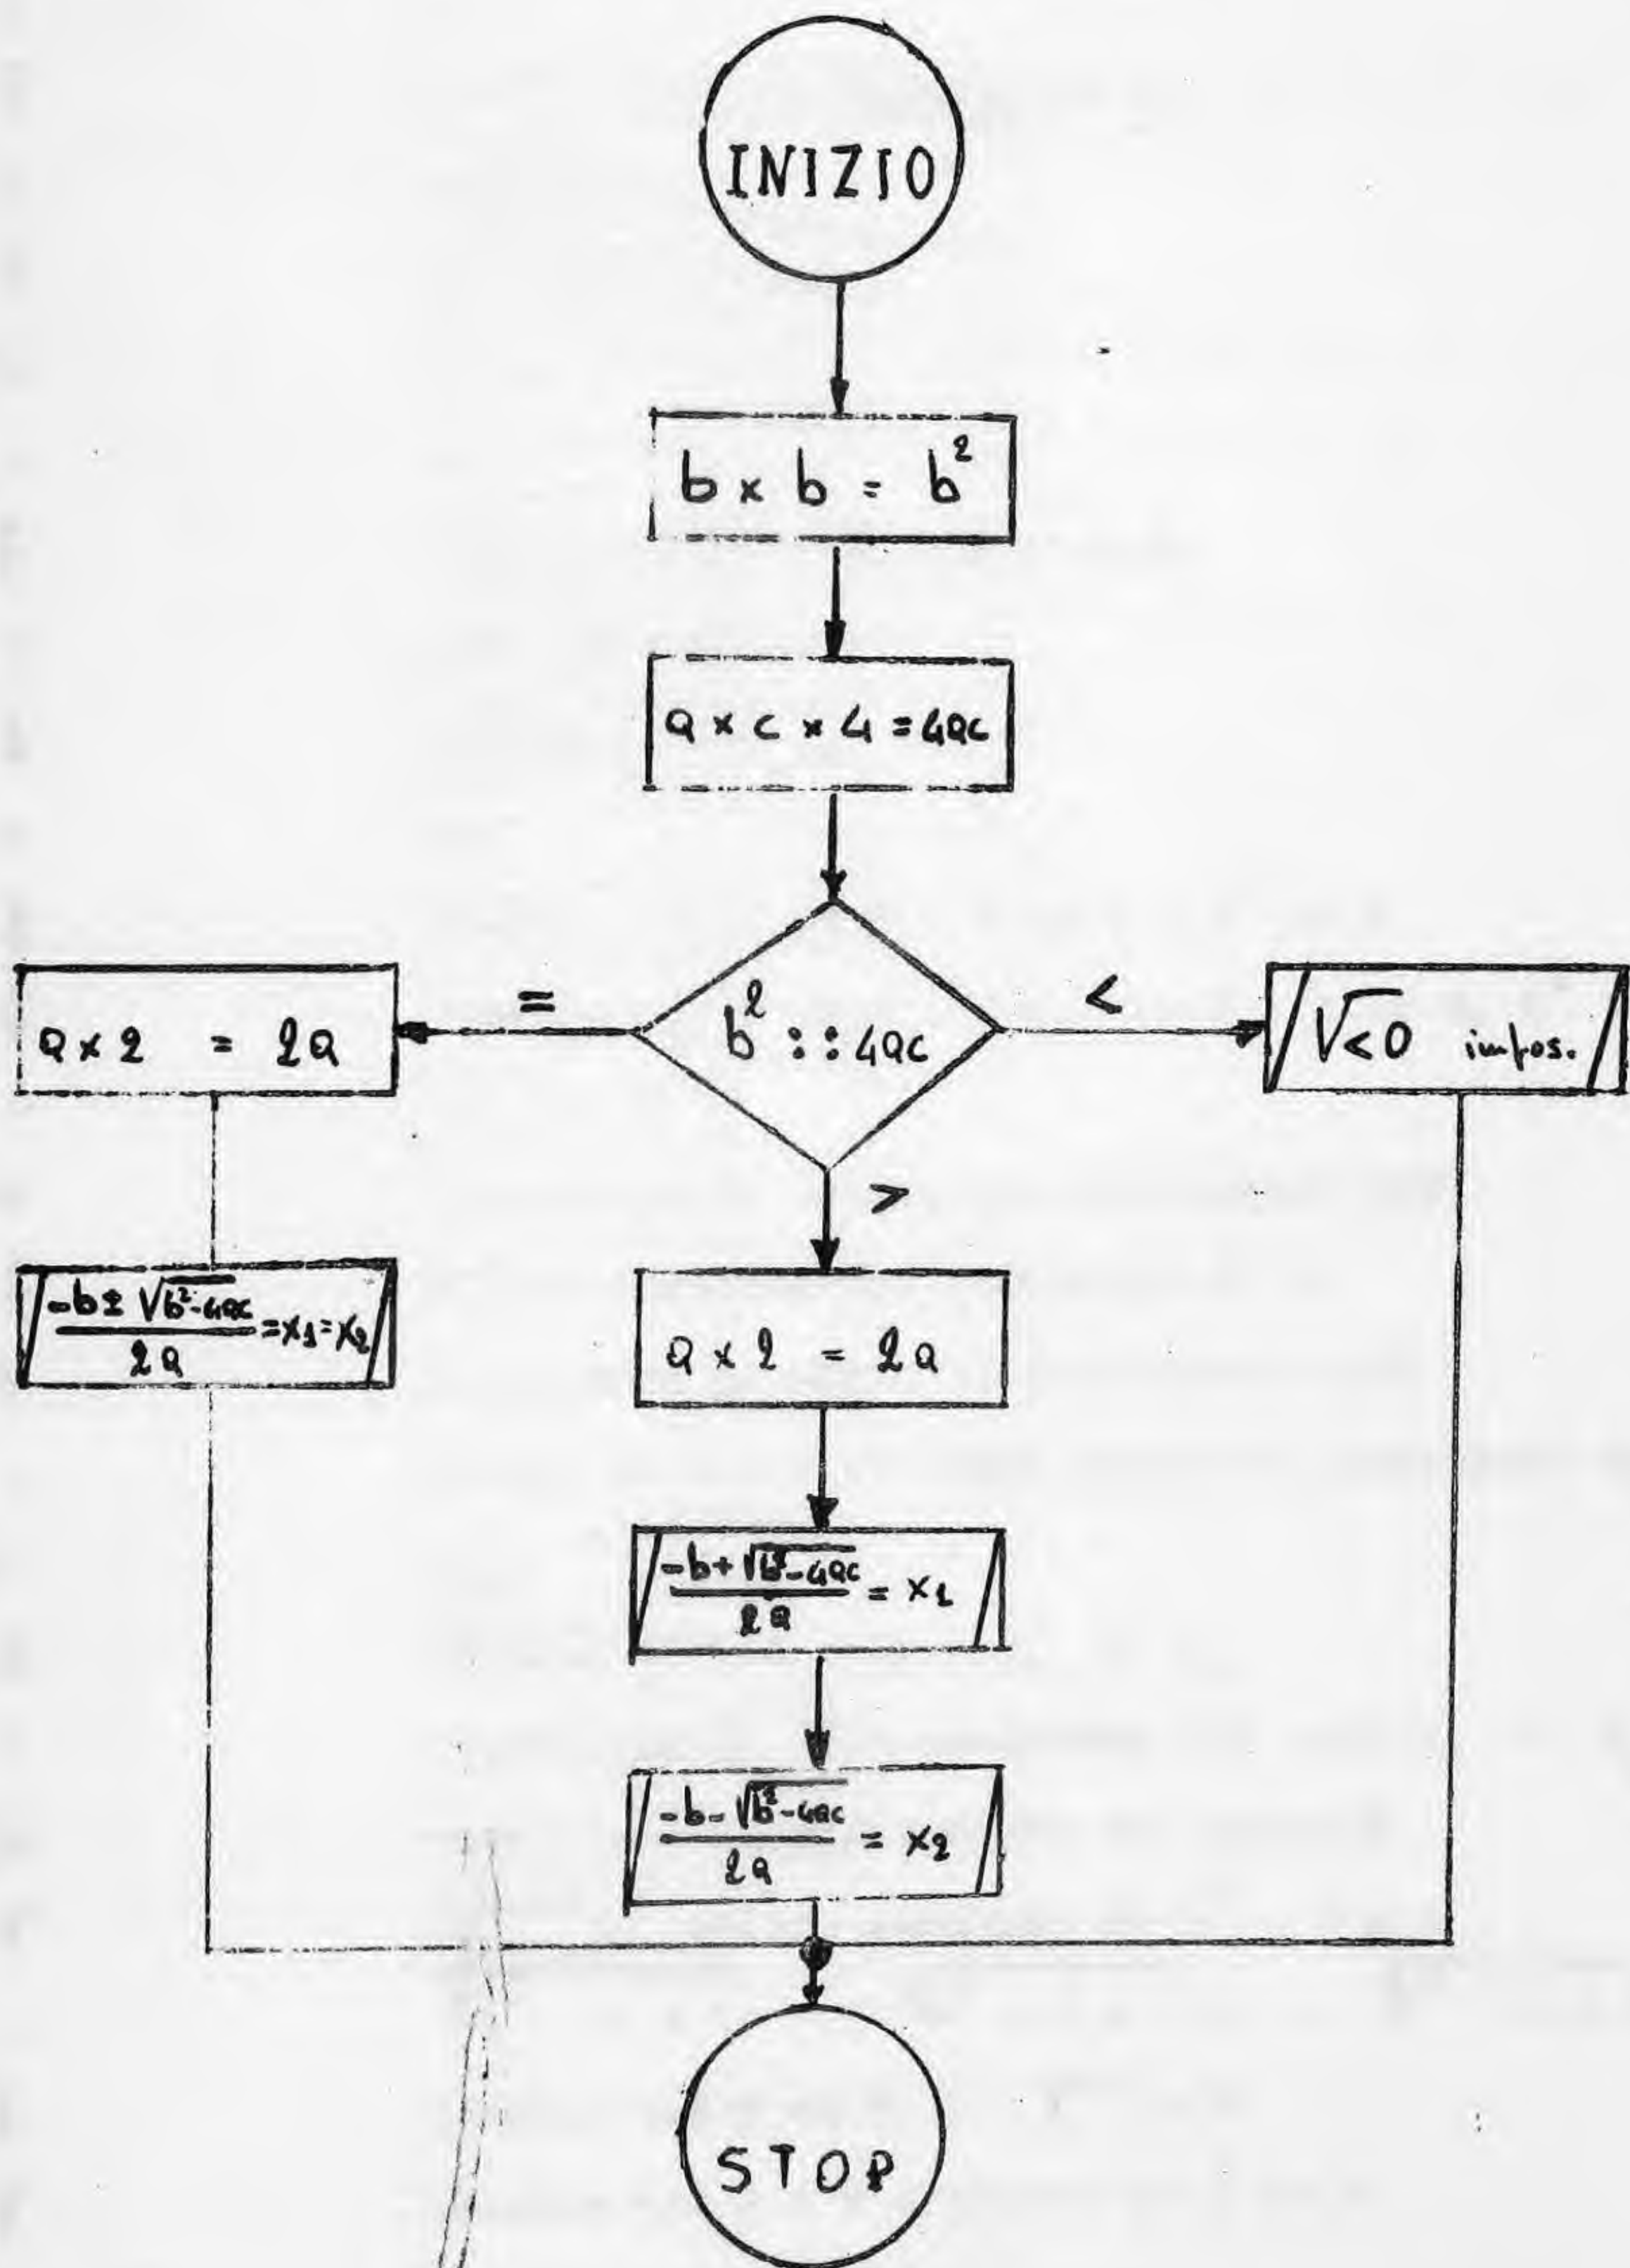 INIZIO
b x b = b²
a x c x 4 = 4ac
a x 2 = 2a
=
b² : : 4ac
<
√<0 impos.
>
-b ± √b²-4ac / 2a = x1 = x2
a x 2 = 2a
-b + √b²-4ac / 2a = x1
-b - √b²-4ac / 2a = x2
STOP